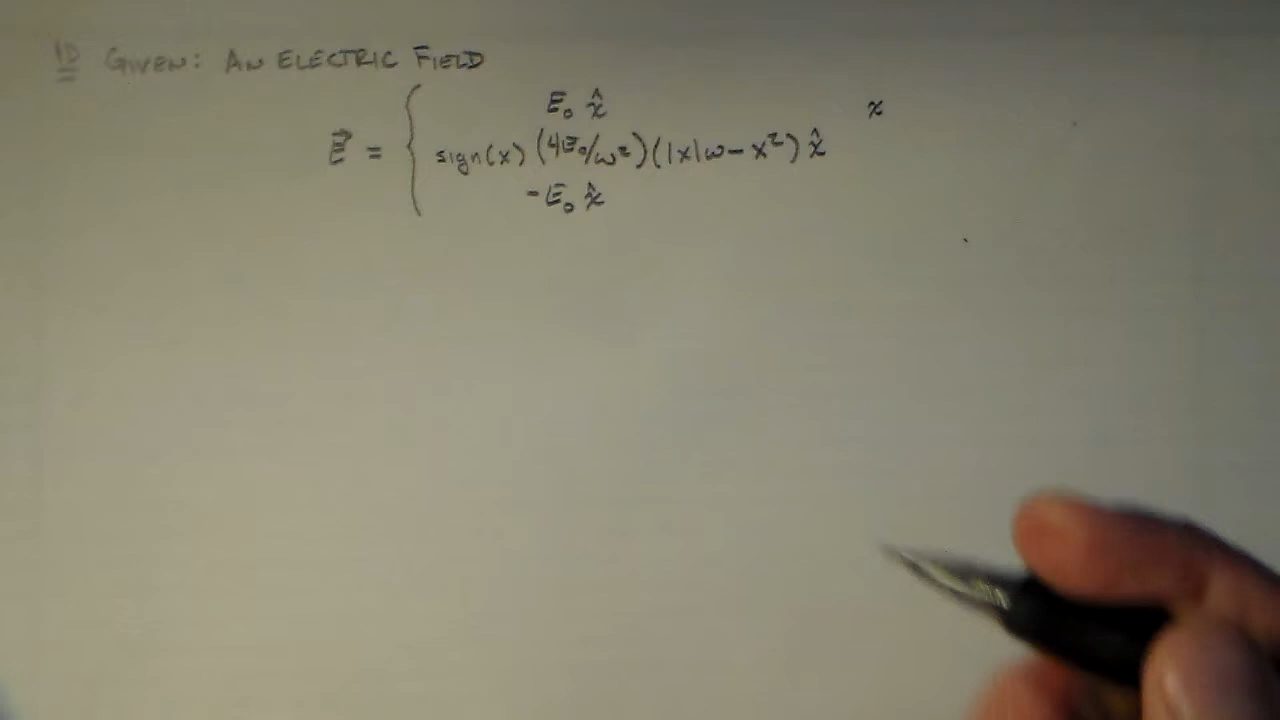 1D GIVEN: AN ELECTRIC FIELD
E₀ x̂ x
E⃗ = { sign(x) (4E₀/w²)(|x|w - x²) x̂
-E₀ x̂